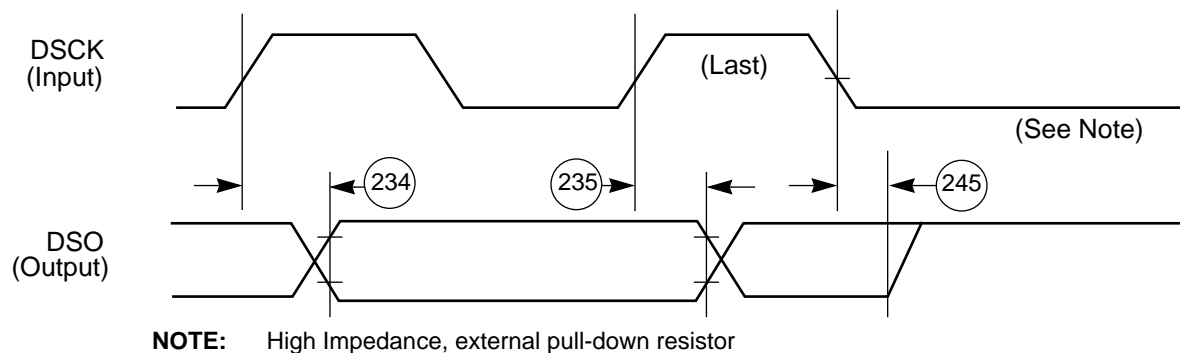 DSCK
(Input)
(Last)
(See Note)
234
235
245
DSO
(Output)
NOTE: High Impedance, external pull-down resistor